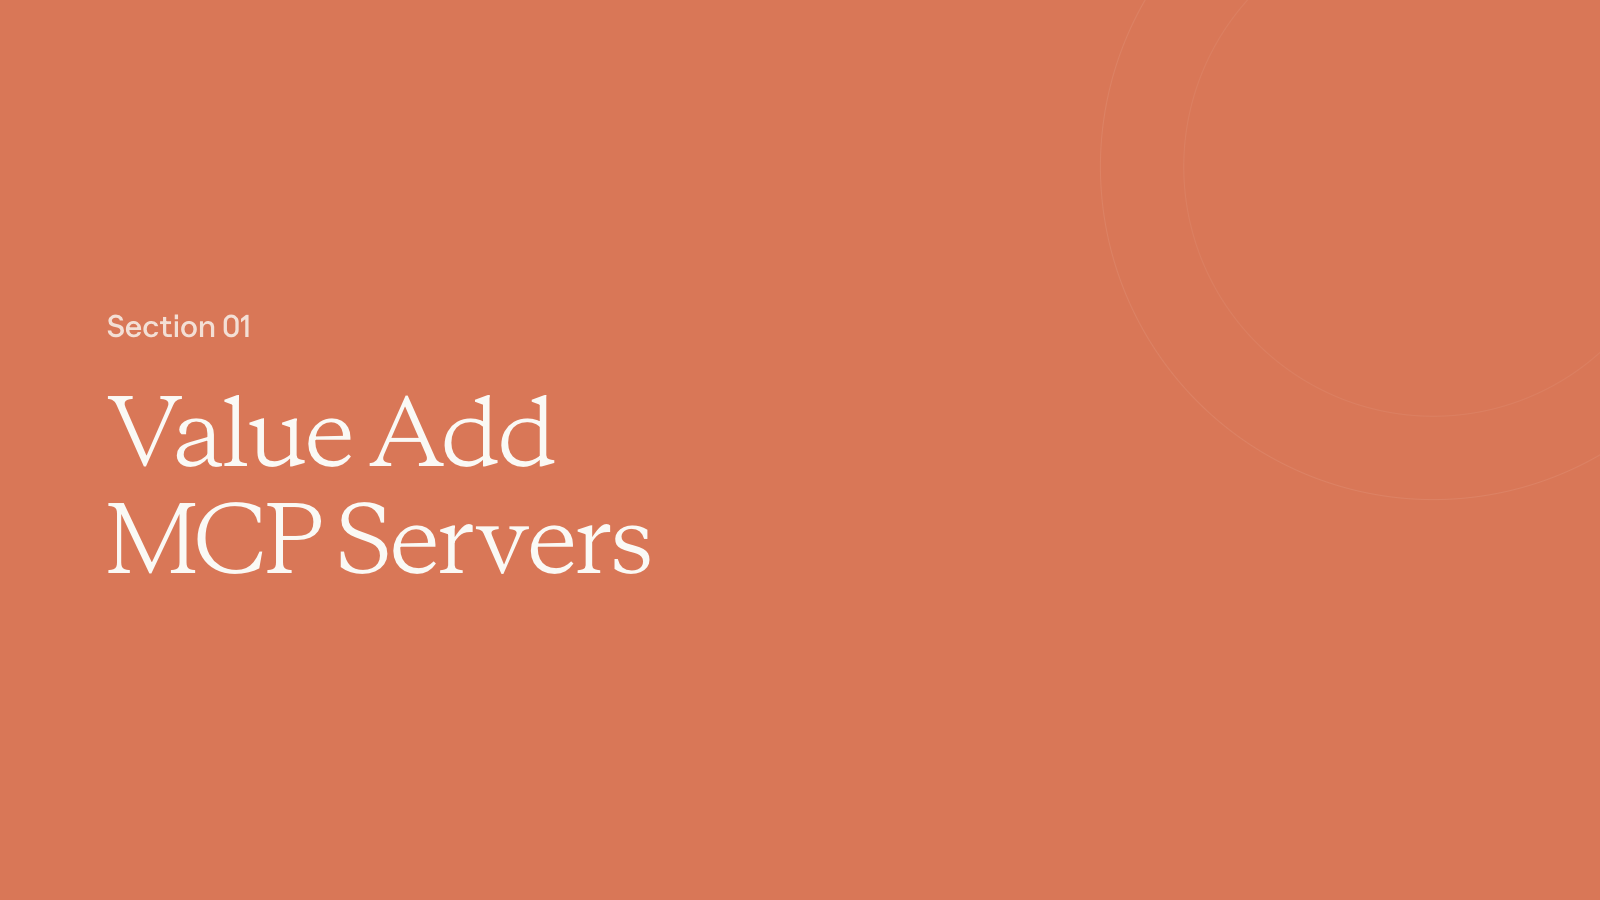 Section 01
Value Add
MCP Servers